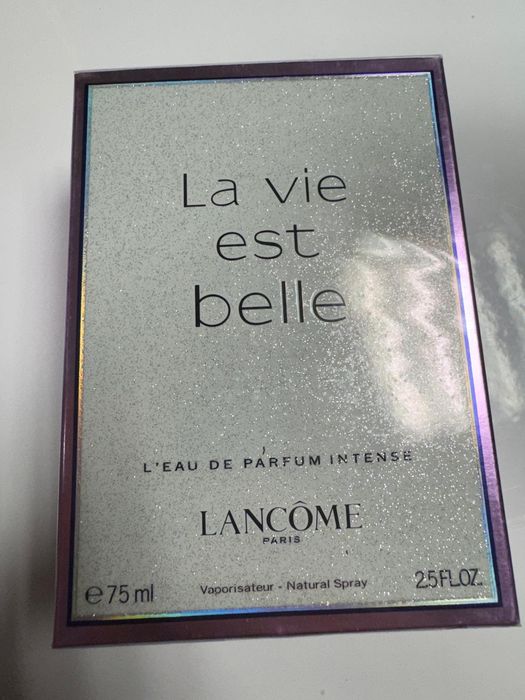 La vie
est
belle
L'EAU DE PARFUM INTENSE
LANCÔME
PARIS
℮ 75 ml Vaporisateur - Natural Spray 2.5 FL.OZ.